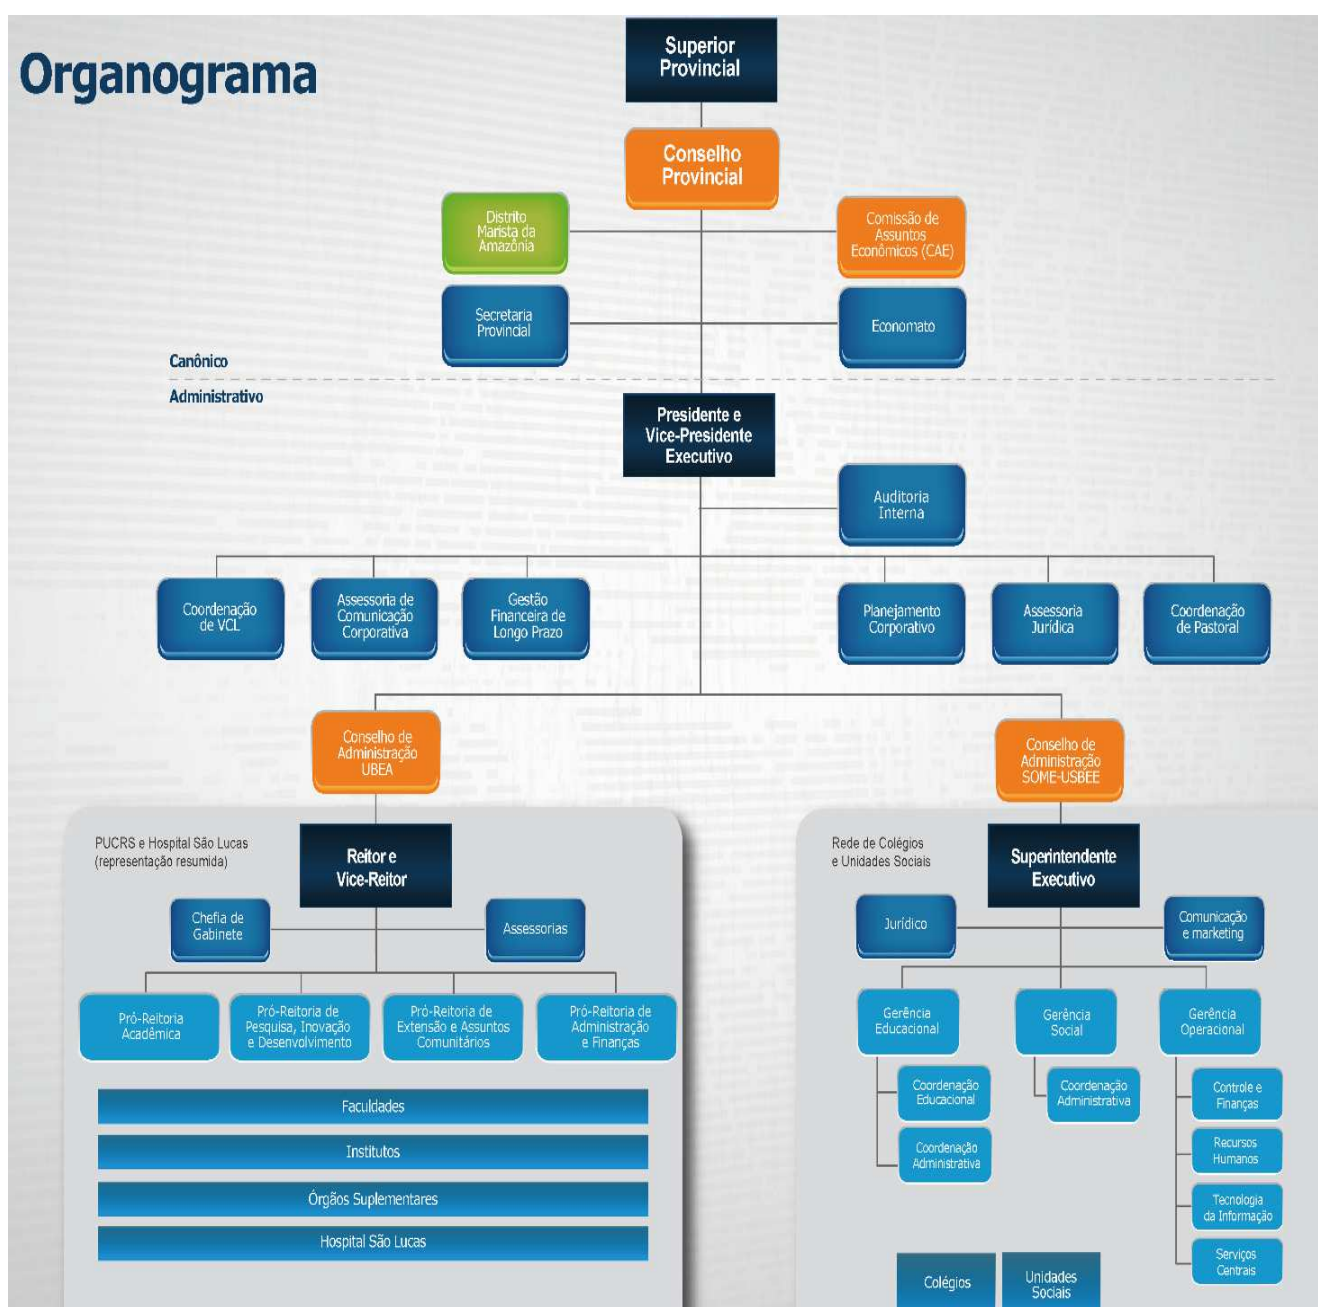 Organograma
Superior
Provincial
Conselho
Provincial
Distrito
Marista da
Amazônia
Comissão de
Assuntos
Econômicos (CAE)
Secretaria
Provincial
Economato
Canônico
Administrativo
Presidente e
Vice-Presidente
Executivo
Auditoria
Interna
Coordenação
de VCL
Assessoria de
Comunicação
Corporativa
Gestão
Financeira de
Longo Prazo
Planejamento
Corporativo
Assessoria
Jurídica
Coordenação
de Pastoral
Conselho de
Administração
UBEA
Conselho de
Administração
SOME-USBEE
PUCRS e Hospital São Lucas
(representação resumida)
Reitor e
Vice-Reitor
Chefia de
Gabinete
Assessorias
Pró-Reitoria
Acadêmica
Pró-Reitoria de
Pesquisa, Inovação
e Desenvolvimento
Pró-Reitoria de
Extensão e Assuntos
Comunitários
Pró-Reitoria de
Administração
e Finanças
Faculdades
Institutos
Órgãos Suplementares
Hospital São Lucas
Rede de Colégios
e Unidades Sociais
Superintendente
Executivo
Jurídico
Comunicação
e marketing
Gerência
Educacional
Gerência
Social
Gerência
Operacional
Coordenação
Educacional
Coordenação
Administrativa
Coordenação
Administrativa
Controle e
Finanças
Recursos
Humanos
Tecnologia
da Informação
Serviços
Centrais
Colégios
Unidades
Sociais